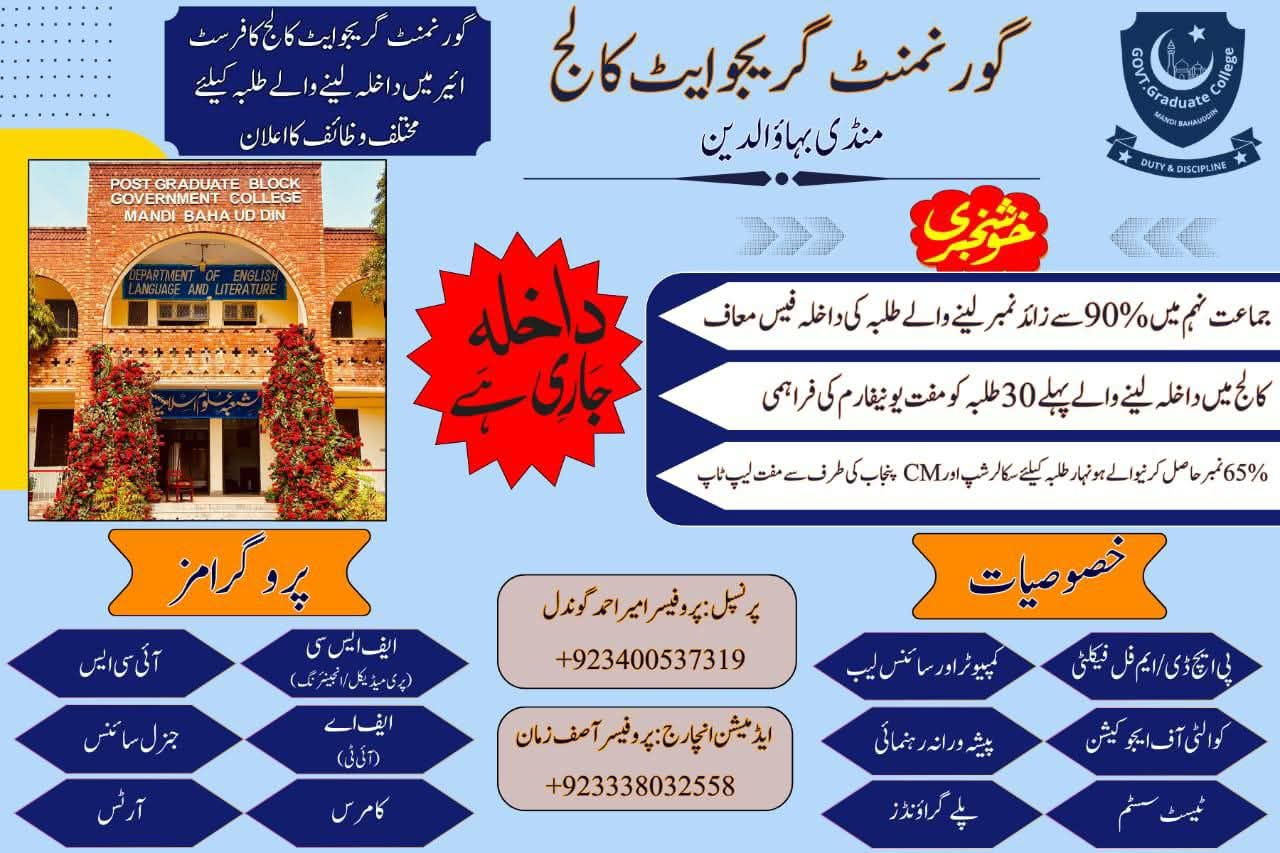 گورنمنٹ گریجوایٹ کالج کا فرسٹ
ائیر میں داخلہ لینے والے طلبہ کیلئے
مختلف وظائف کا اعلان
گورنمنٹ گریجوایٹ کالج
منڈی بہاؤالدین
GOVT. Graduate College
MANDI BAHAUDDIN
DUTY & DISCIPLINE
POST GRADUATE BLOCK
GOVERNMENT COLLEGE
MANDI BAHA UD DIN
DEPARTMENT OF ENGLISH
LANGUAGE AND LITERATURE
شعبہ علوم اسلامیہ
داخلہ
جاری ہے
خوشخبری
جماعت نہم میں %90 سے زائد نمبر لینے والے طلبہ کی داخلہ فیس معاف
کالج میں داخلہ لینے والے پہلے 30 طلبہ کو مفت یونیفارم کی فراہمی
65% نمبر حاصل کرنیوالے ہونہار طلبہ کیلئے سکالرشپ اور CM پنجاب کی طرف سے مفت لیپ ٹاپ
خصوصیات
پی ایچ ڈی/ایم فل فیکلٹی
کمپیوٹر اور سائنس لیب
کوالٹی آف ایجوکیشن
پیشہ ورانہ رہنمائی
ٹیسٹ سسٹم
پلے گراؤنڈز
پرنسپل: پروفیسر امیر احمد گوندل
+923400537319
ایڈمیشن انچارج: پروفیسر آصف زمان
+923338032558
پروگرامز
ایف ایس سی
(پری میڈیکل/انجینئرنگ)
آئی سی ایس
ایف اے
(آئی ٹی)
جنرل سائنس
کامرس
آرٹس